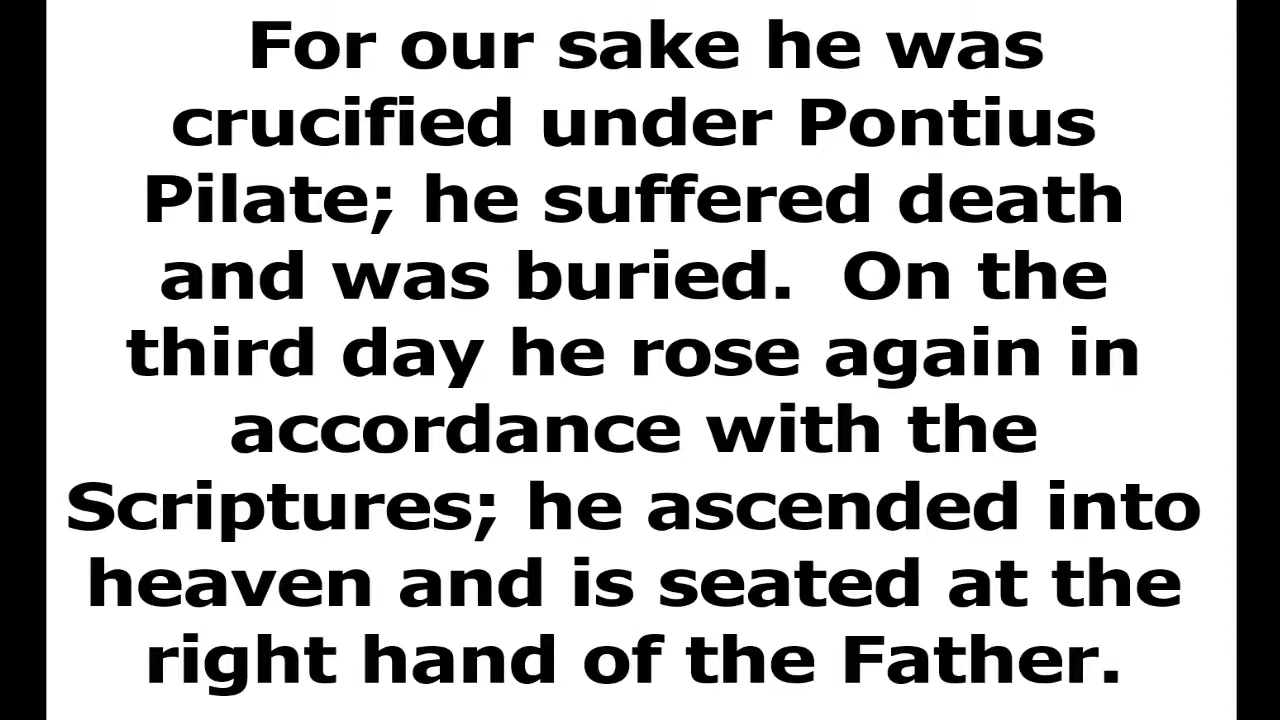 For our sake he was
crucified under Pontius
Pilate; he suffered death
and was buried.  On the
third day he rose again in
accordance with the
Scriptures; he ascended into
heaven and is seated at the
right hand of the Father.